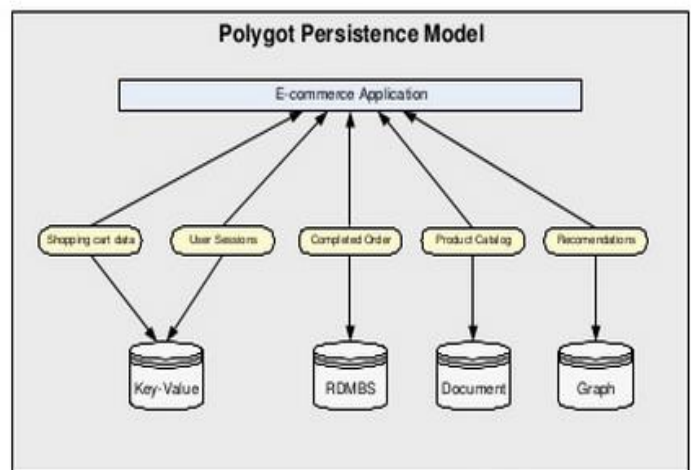 Polygot Persistence Model
E-commerce Application
Shopping cart data
User Sessions
Completed Order
Product Catalog
Recomendations
Key-Value
RDMBS
Document
Graph